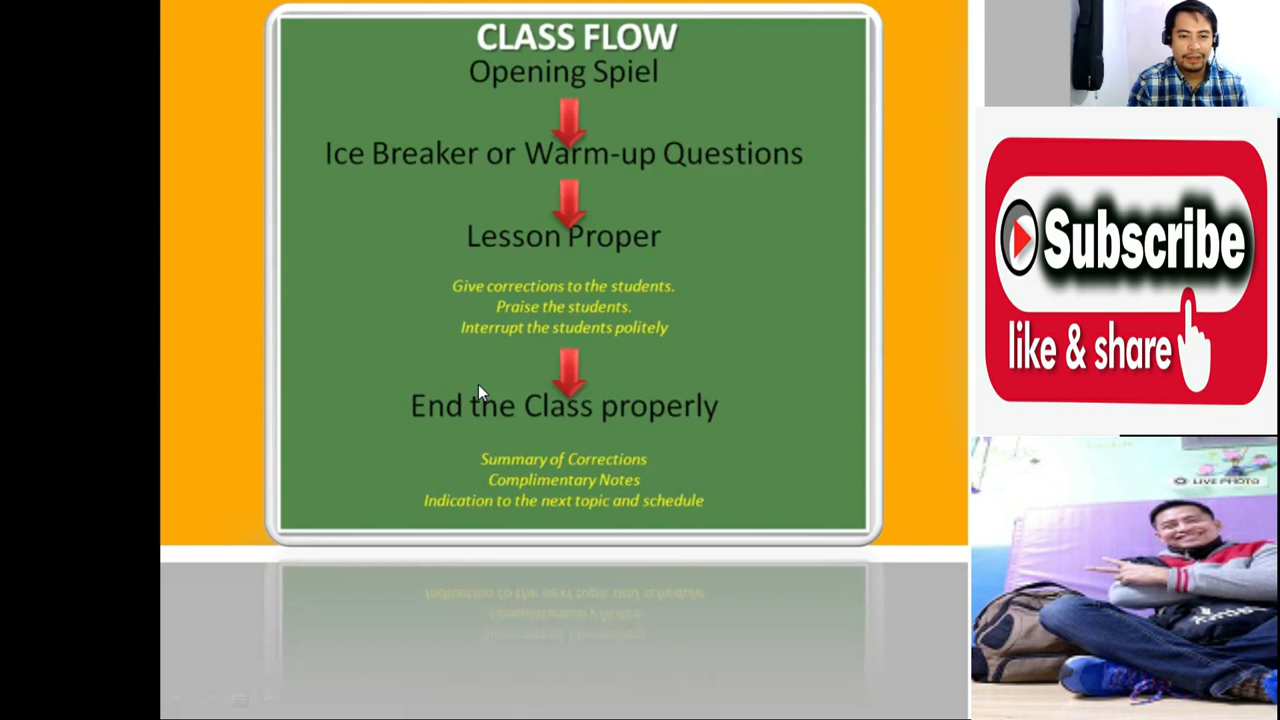 CLASS FLOW
Opening Spiel
Ice Breaker or Warm-up Questions
Lesson Proper
Give corrections to the students.
Praise the students.
Interrupt the students politely
End the Class properly
Summary of Corrections
Complimentary Notes
Indication to the next topic and schedule
Subscribe
like & share
LIVE PHOTO